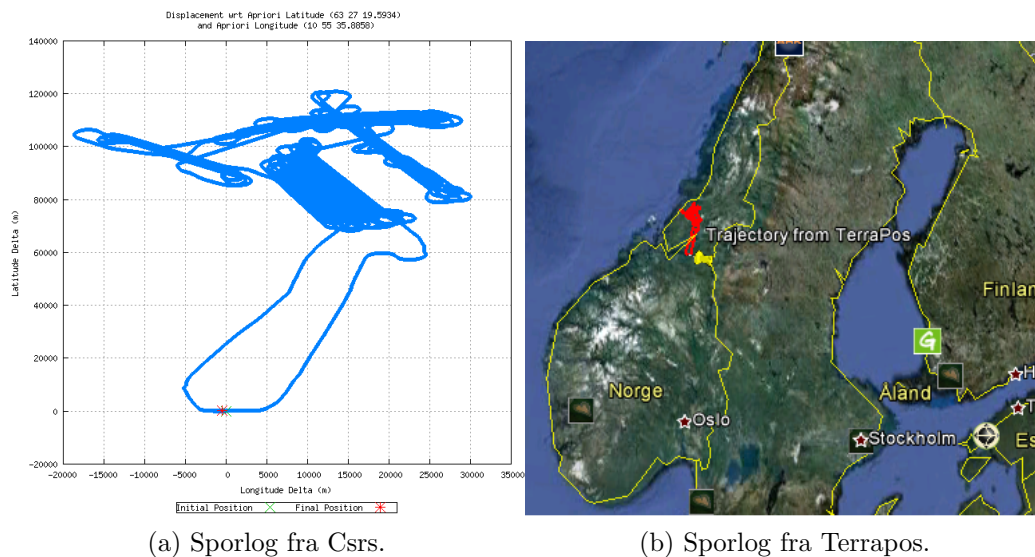 Displacement wrt Apriori Latitude (63 27 19.5934)
and Apriori Longitude (10 55 35.8858)
140000
120000
100000
80000
60000
40000
20000
0
-20000
Latitude Delta (m)
-20000 -15000 -10000 -5000 0 5000 10000 15000 20000 25000 30000 35000
Longitude Delta (m)
Initial Position Final Position
Trajectory from TerraPos
Finlan
G
Norge
Åland
H
Oslo
T
Stockholm
Es
(a) Sporlog fra Csrs.
(b) Sporlog fra Terrapos.